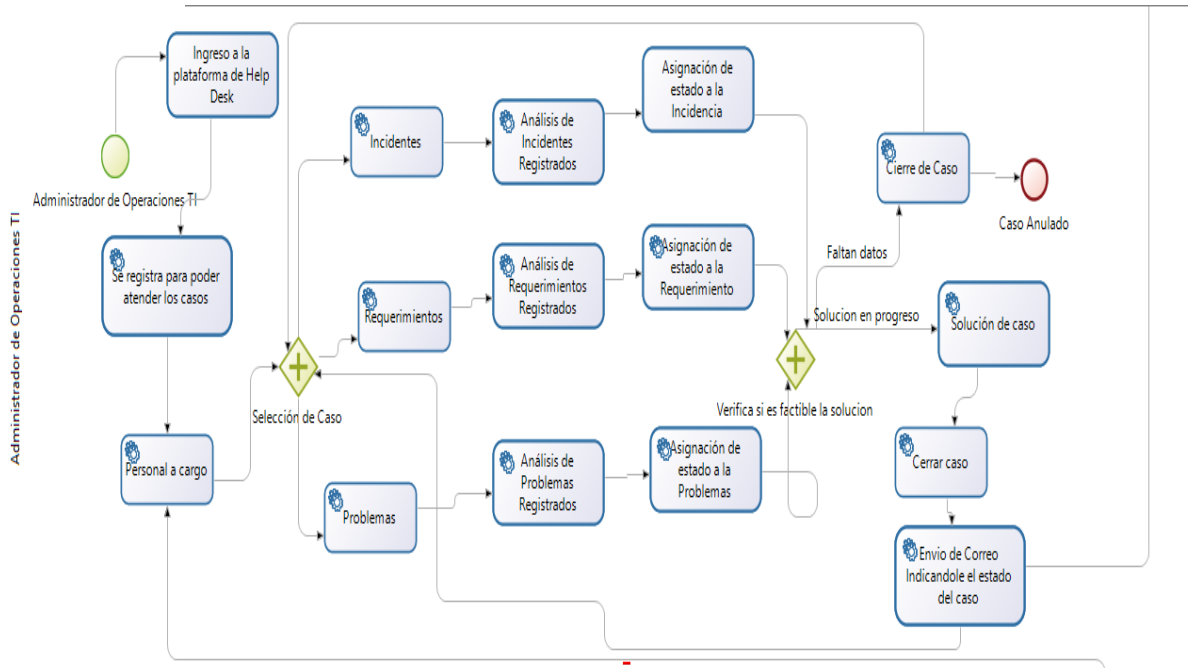 Administrador de Operaciones TI
Ingreso a la
plataforma de Help
Desk
Administrador de Operaciones TI
Se registra para poder
atender los casos
Personal a cargo
Selección de Caso
Incidentes
Análisis de
Incidentes
Registrados
Asignación de
estado a la
Incidencia
Requerimientos
Análisis de
Requerimientos
Registrados
Asignación de
estado a la
Requerimiento
Problemas
Análisis de
Problemas
Registrados
Asignación de
estado a la
Problemas
Verifica si es factible la solucion
Faltan datos
Cierre de Caso
Caso Anulado
Solucion en progreso
Solución de caso
Cerrar caso
Envío de Correo
Indicandole el estado
del caso